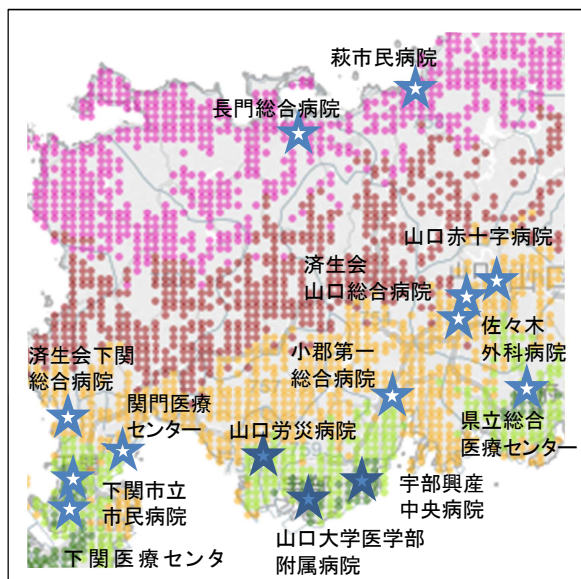 萩市民病院
長門総合病院
山口赤十字病院
済生会
山口総合病院
佐々木
外科病院
済生会下関
総合病院
小郡第一
総合病院
関門医療
センター
山口労災病院
県立総合
医療センター
下関市立
市民病院
宇部興産
中央病院
山口大学医学部
附属病院
下関医療センタ